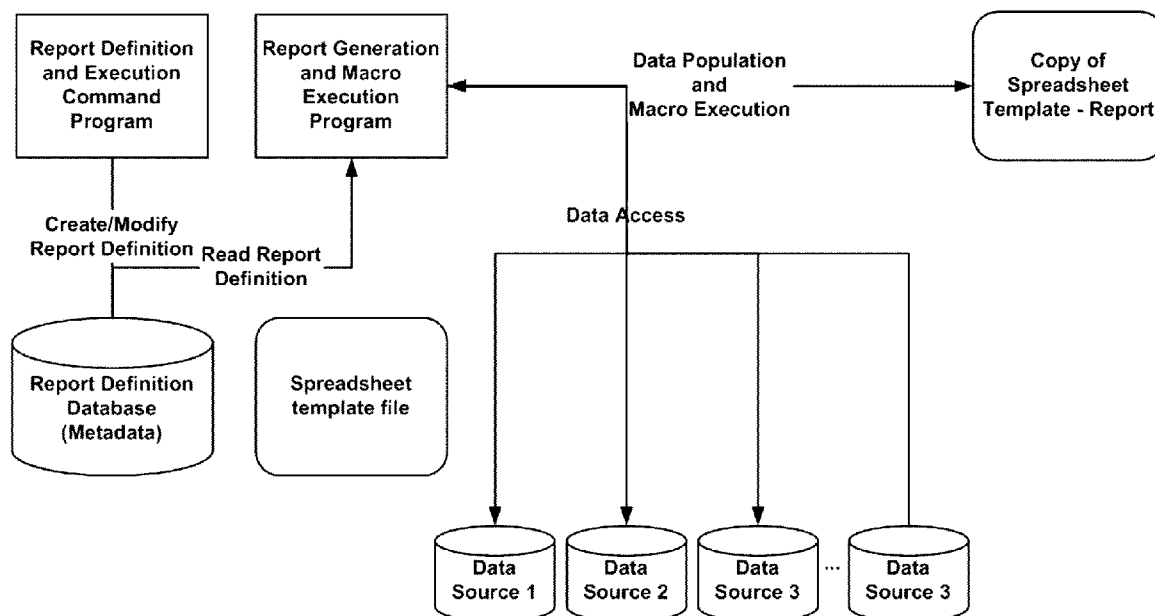 Report Definition
and Execution
Command
Program
Report Generation
and Macro
Execution
Program
Data Population
and
Macro Execution
Copy of
Spreadsheet
Template - Report
Create/Modify
Report Definition
Read Report
Definition
Data Access
Report Definition
Database
(Metadata)
Spreadsheet
template file
Data
Source 1
Data
Source 2
Data
Source 3
...
Data
Source 3